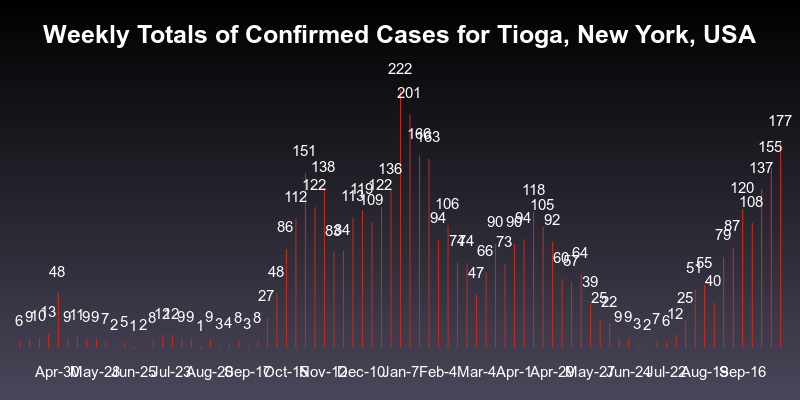 Weekly Totals of Confirmed Cases for Tioga, New York, USA
6 9 10 13 48 9 11 9 9 7 2 5 1 2 8 12 12 9 9 1 9 3 4 8 3 8 27 48 86 112 151 122 138 83 84 113 119 109 122 136 222 201 166 163 94 106 74 74 47 66 90 73 90 94 118 105 92 60 57 64 39 25 22 9 9 3 2 7 6 12 25 51 55 40 79 87 120 108 137 155 177
Apr-30 May-28 Jun-25 Jul-23 Aug-20 Sep-17 Oct-15 Nov-12 Dec-10 Jan-7 Feb-4 Mar-4 Apr-1 Apr-29 May-27 Jun-24 Jul-22 Aug-19 Sep-16